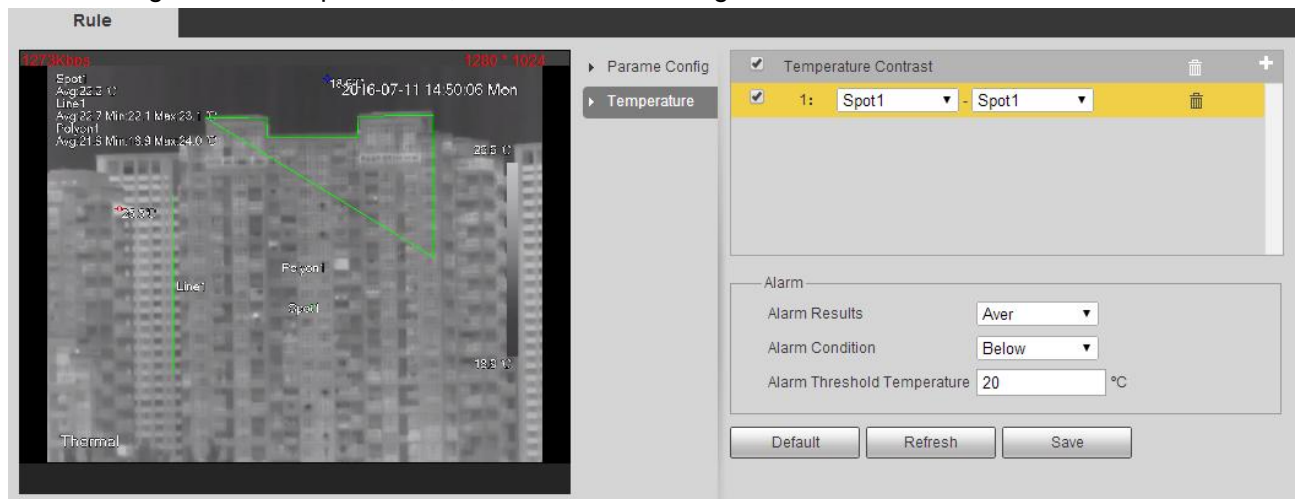 Rule
1273Kbps 1280 * 1024
2016-07-11 14:50:06 Mon
Spot1
Line1
Avg:22.7 Min:22.1 Max:23.1 °C
Polyon1
Avg:21.6 Min:18.9 Max:24.0 °C
Line1
Polyon1
Spot1
Thermal
Parame Config
Temperature
Temperature Contrast
1: Spot1 - Spot1
Alarm
Alarm Results Aver
Alarm Condition Below
Alarm Threshold Temperature 20 °C
Default Refresh Save